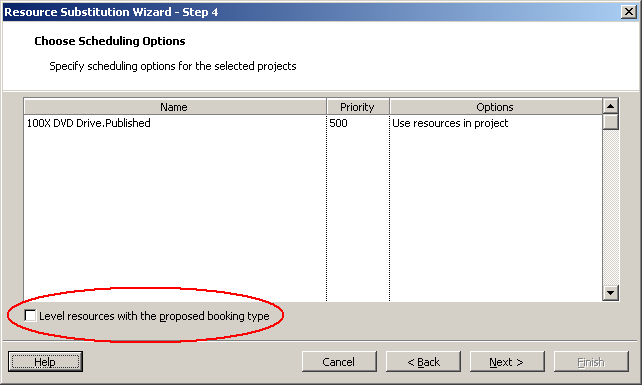 Resource Substitution Wizard - Step 4
Choose Scheduling Options
Specify scheduling options for the selected projects
Name Priority Options
100X DVD Drive.Published 500 Use resources in project
Level resources with the proposed booking type
Help Cancel < Back Next > Finish